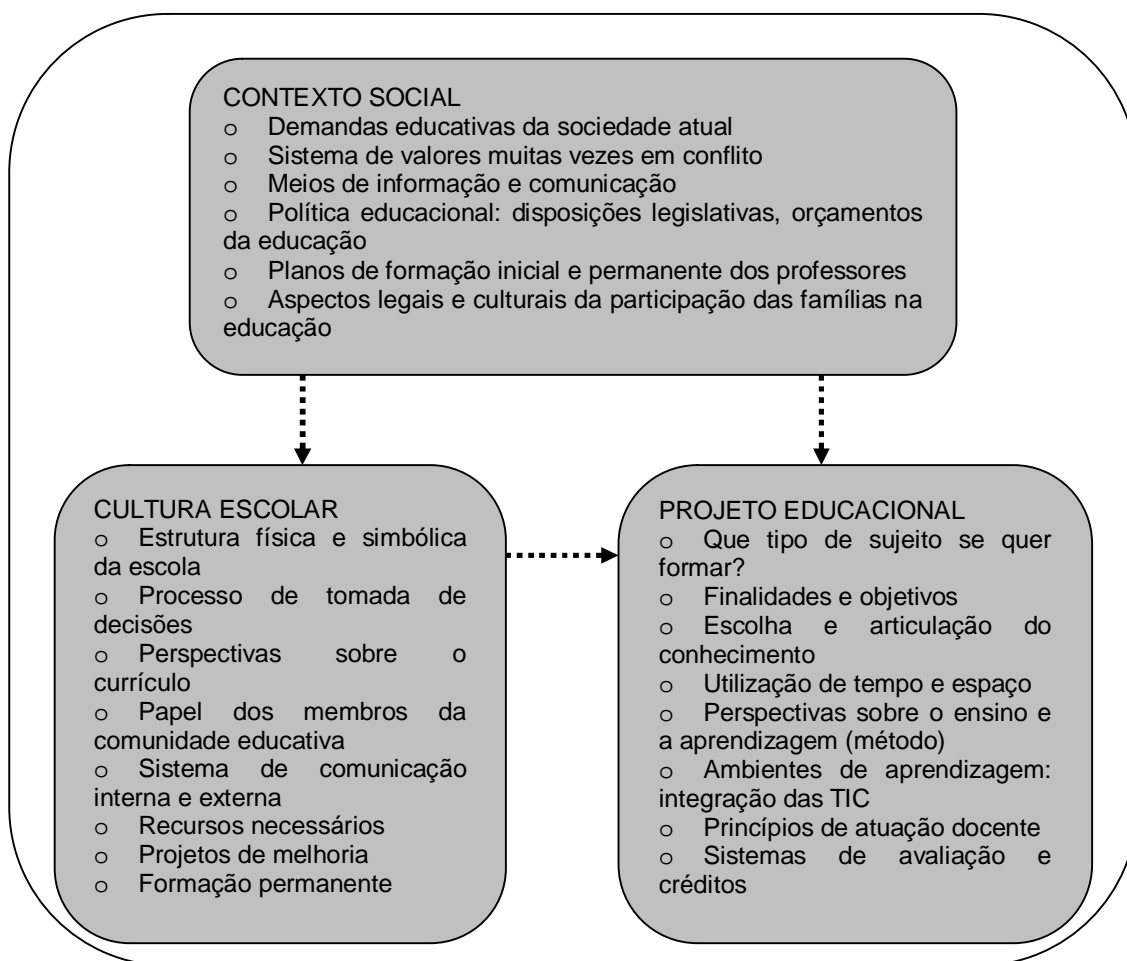 CONTEXTO SOCIAL
o Demandas educativas da sociedade atual
o Sistema de valores muitas vezes em conflito
o Meios de informação e comunicação
o Política educacional: disposições legislativas, orçamentos
da educação
o Planos de formação inicial e permanente dos professores
o Aspectos legais e culturais da participação das famílias na
educação
CULTURA ESCOLAR
o Estrutura física e simbólica
da escola
o Processo de tomada de
decisões
o Perspectivas sobre o
currículo
o Papel dos membros da
comunidade educativa
o Sistema de comunicação
interna e externa
o Recursos necessários
o Projetos de melhoria
o Formação permanente
PROJETO EDUCACIONAL
o Que tipo de sujeito se quer
formar?
o Finalidades e objetivos
o Escolha e articulação do
conhecimento
o Utilização de tempo e espaço
o Perspectivas sobre o ensino e
a aprendizagem (método)
o Ambientes de aprendizagem:
integração das TIC
o Princípios de atuação docente
o Sistemas de avaliação e
créditos